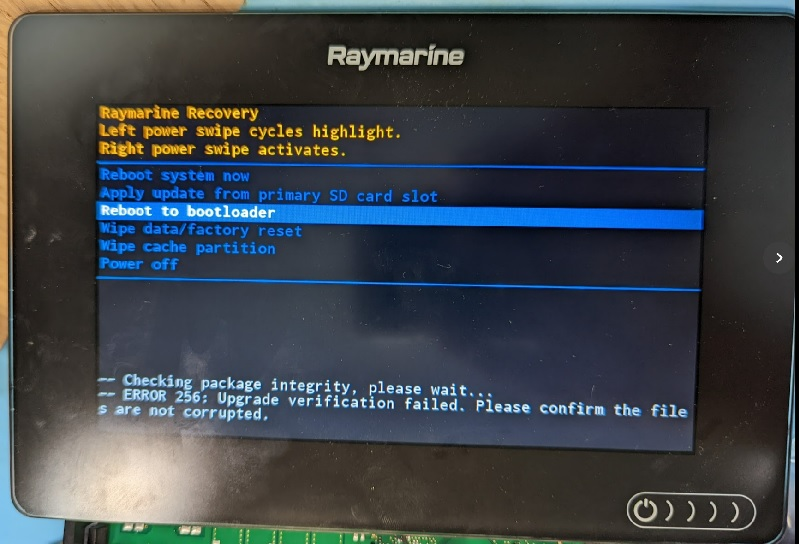 Raymarine
Raymarine Recovery
Left power swipe cycles highlight.
Right power swipe activates.
Reboot system now
Apply update from primary SD card slot
Reboot to bootloader
Wipe data/factory reset
Wipe cache partition
Power off
-- Checking package integrity, please wait...
-- ERROR 256: Upgrade verification failed. Please confirm the file
s are not corrupted.